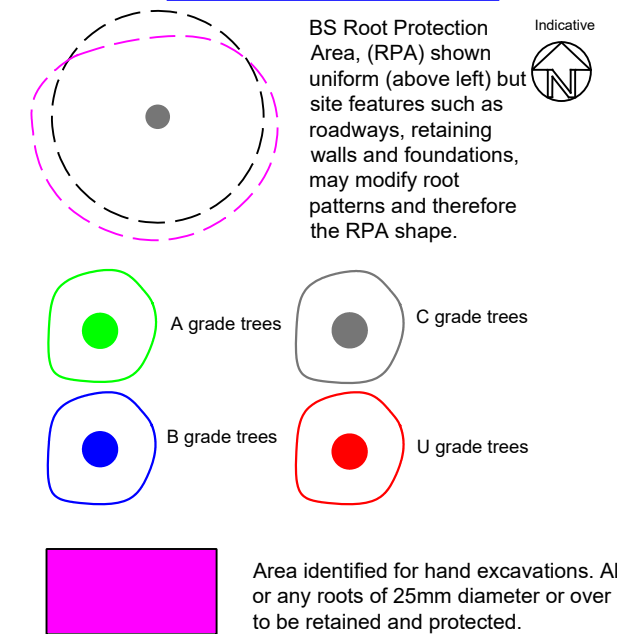 BS Root Protection
Area, (RPA) shown
uniform (above left) but
site features such as
roadways, retaining
walls and foundations,
may modify root
patterns and therefore
the RPA shape.
Indicative
N
A grade trees
C grade trees
B grade trees
U grade trees
Area identified for hand excavations.
or any roots of 25mm diameter or over
to be retained and protected.